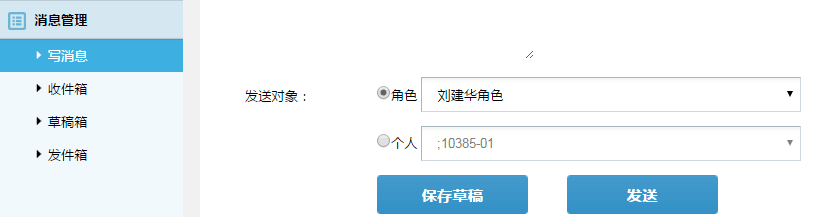 消息管理
写消息
收件箱
草稿箱
发件箱
发送对象：
角色 刘建华角色
个人 ;10385-01
保存草稿 发送